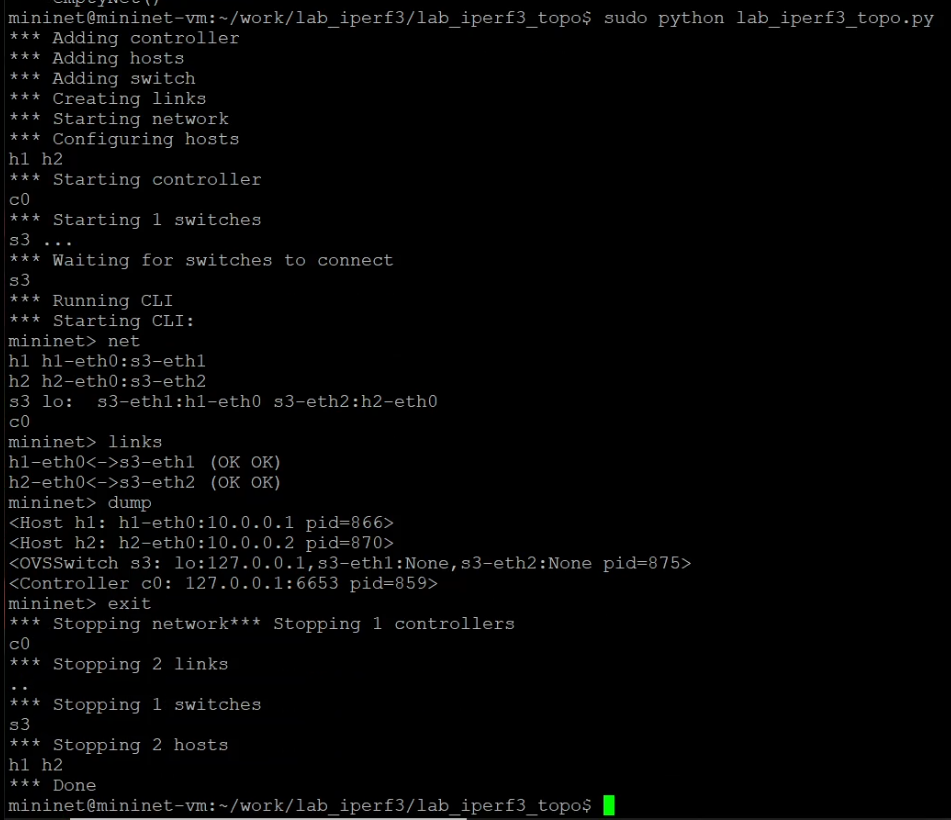 emptyNet()
mininet@mininet-vm:~/work/lab_iperf3/lab_iperf3_topo$ sudo python lab_iperf3_topo.py
*** Adding controller
*** Adding hosts
*** Adding switch
*** Creating links
*** Starting network
*** Configuring hosts
h1 h2
*** Starting controller
c0
*** Starting 1 switches
s3 ...
*** Waiting for switches to connect
s3
*** Running CLI
*** Starting CLI:
mininet> net
h1 h1-eth0:s3-eth1
h2 h2-eth0:s3-eth2
s3 lo:  s3-eth1:h1-eth0 s3-eth2:h2-eth0
c0
mininet> links
h1-eth0<->s3-eth1 (OK OK)
h2-eth0<->s3-eth2 (OK OK)
mininet> dump
<Host h1: h1-eth0:10.0.0.1 pid=866>
<Host h2: h2-eth0:10.0.0.2 pid=870>
<OVSSwitch s3: lo:127.0.0.1,s3-eth1:None,s3-eth2:None pid=875>
<Controller c0: 127.0.0.1:6653 pid=859>
mininet> exit
*** Stopping network*** Stopping 1 controllers
c0
*** Stopping 2 links
..
*** Stopping 1 switches
s3
*** Stopping 2 hosts
h1 h2
*** Done
mininet@mininet-vm:~/work/lab_iperf3/lab_iperf3_topo$